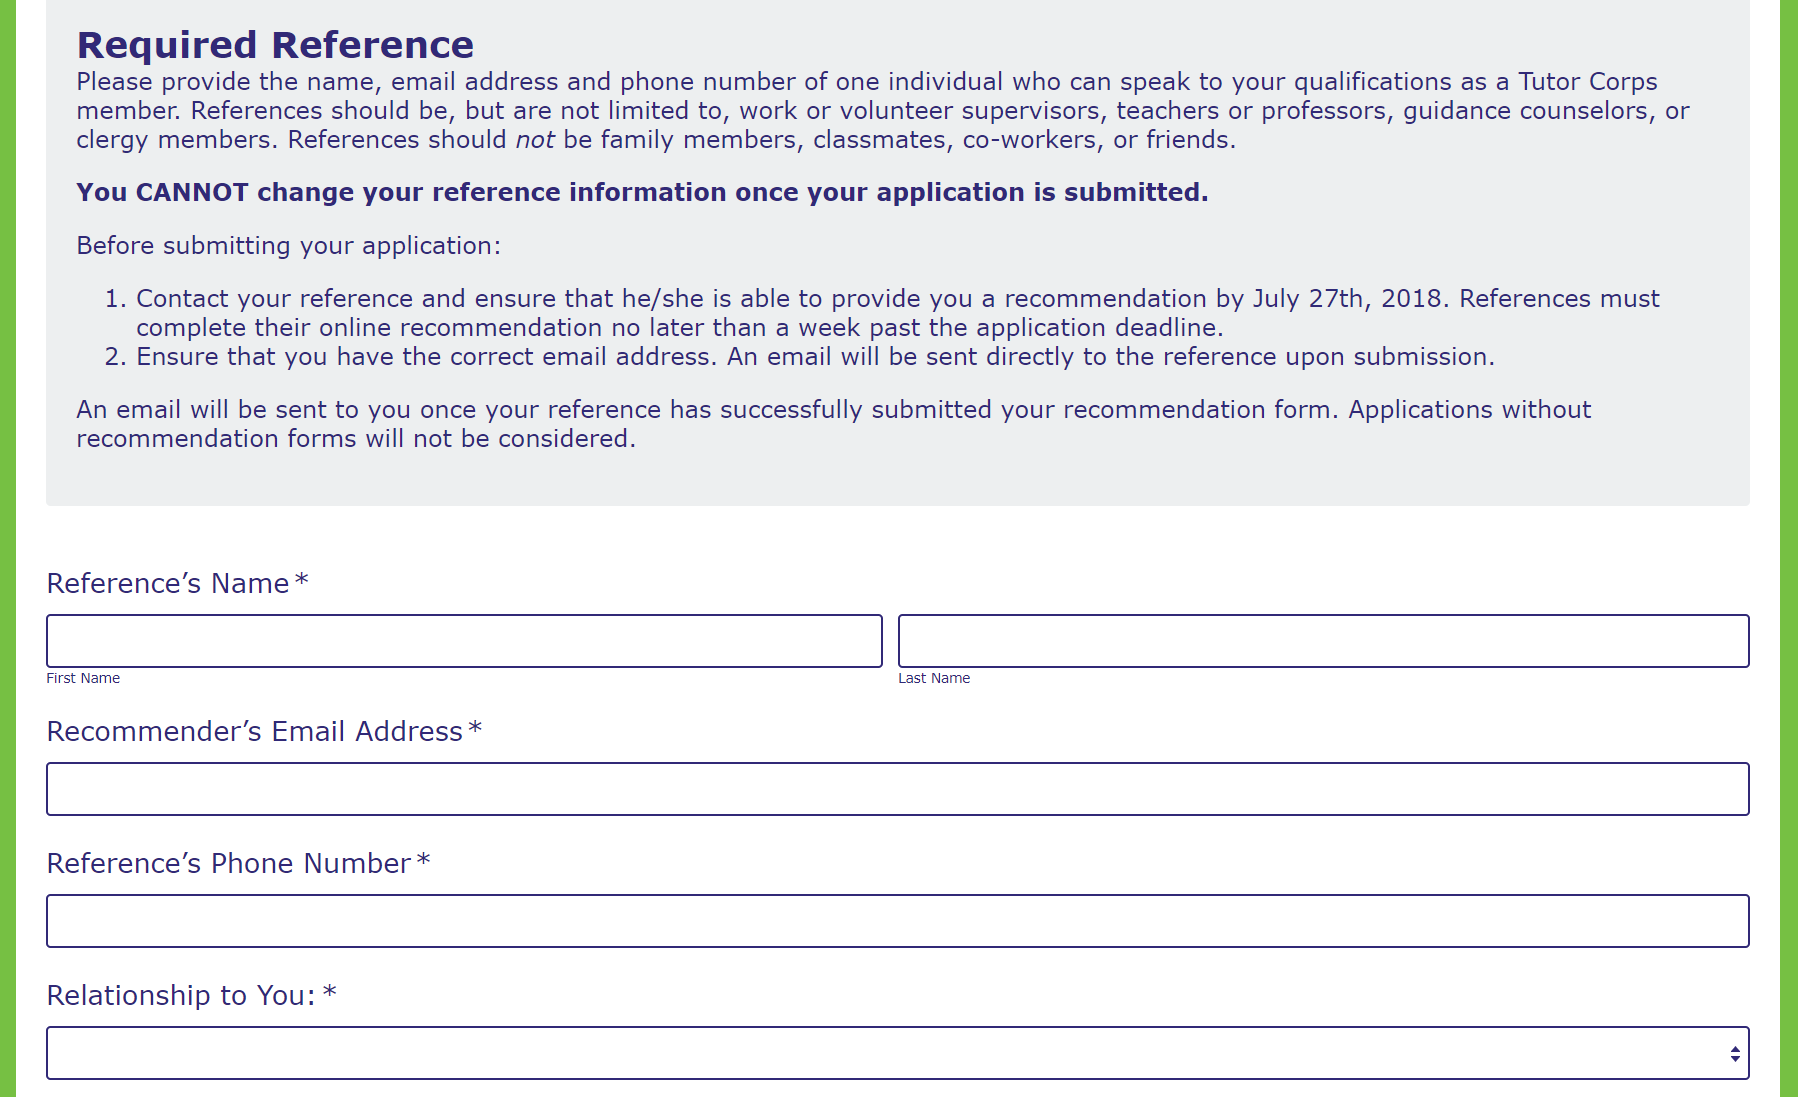 Required Reference
Please provide the name, email address and phone number of one individual who can speak to your qualifications as a Tutor Corps
member. References should be, but are not limited to, work or volunteer supervisors, teachers or professors, guidance counselors, or
clergy members. References should not be family members, classmates, co-workers, or friends.
You CANNOT change your reference information once your application is submitted.
Before submitting your application:
1. Contact your reference and ensure that he/she is able to provide you a recommendation by July 27th, 2018. References must
complete their online recommendation no later than a week past the application deadline.
2. Ensure that you have the correct email address. An email will be sent directly to the reference upon submission.
An email will be sent to you once your reference has successfully submitted your recommendation form. Applications without
recommendation forms will not be considered.
Reference’s Name *
First Name Last Name
Recommender’s Email Address *
Reference’s Phone Number *
Relationship to You: *